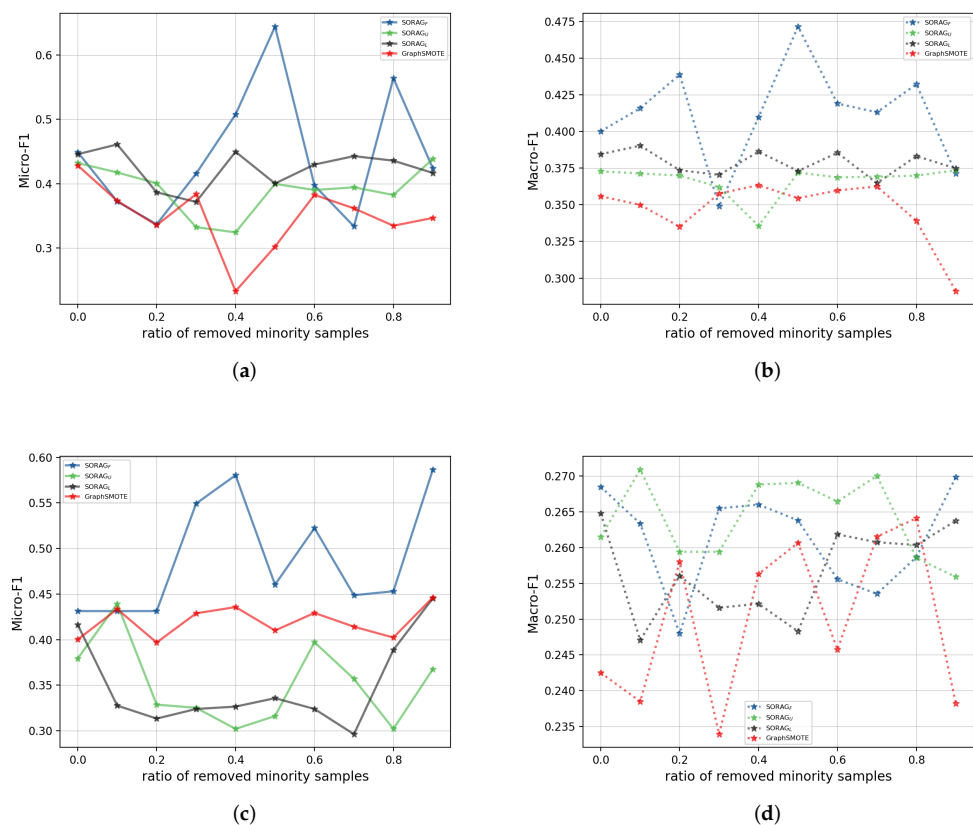 SORAG_F
SORAG_U
SORAG_L
GraphSMOTE
0.6
0.5
0.4
0.3
Micro-F1
0.0 0.2 0.4 0.6 0.8
ratio of removed minority samples
(a)
SORAG_F
SORAG_U
SORAG_L
GraphSMOTE
0.475
0.450
0.425
0.400
0.375
0.350
0.325
0.300
Macro-F1
0.0 0.2 0.4 0.6 0.8
ratio of removed minority samples
(b)
SORAG_F
SORAG_U
SORAG_L
GraphSMOTE
0.60
0.55
0.50
0.45
0.40
0.35
0.30
Micro-F1
0.0 0.2 0.4 0.6 0.8
ratio of removed minority samples
(c)
0.270
0.265
0.260
0.255
0.250
0.245
0.240
0.235
Macro-F1
SORAG_F
SORAG_U
SORAG_L
GraphSMOTE
0.0 0.2 0.4 0.6 0.8
ratio of removed minority samples
(d)